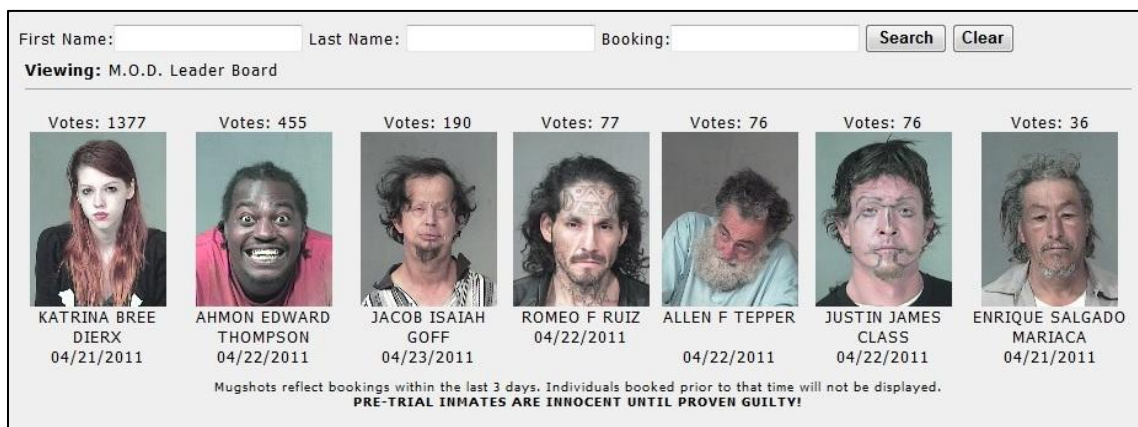 First Name: Last Name: Booking: Search Clear
Viewing: M.O.D. Leader Board
Votes: 1377 Votes: 455 Votes: 190 Votes: 77 Votes: 76 Votes: 76 Votes: 36
KATRINA BREE AHMON EDWARD JACOB ISAIAH ROMEO F RUIZ ALLEN F TEPPER JUSTIN JAMES ENRIQUE SALGADO
DIERX THOMPSON GOFF 04/22/2011 CLASS MARIACA
04/21/2011 04/22/2011 04/23/2011 04/22/2011 04/22/2011 04/21/2011
Mugshots reflect bookings within the last 3 days. Individuals booked prior to that time will not be displayed.
PRE-TRIAL INMATES ARE INNOCENT UNTIL PROVEN GUILTY!